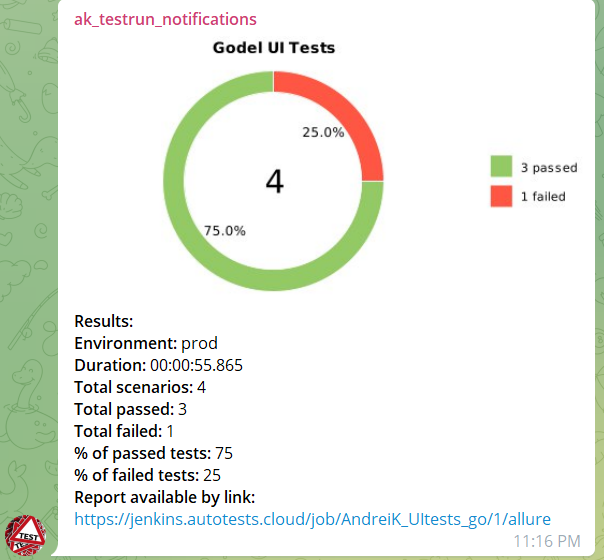 ak_testrun_notifications
Godel UI Tests
25.0%
4
75.0%
3 passed
1 failed
Results:
Environment: prod
Duration: 00:00:55.865
Total scenarios: 4
Total passed: 3
Total failed: 1
% of passed tests: 75
% of failed tests: 25
Report available by link:
https://jenkins.autotests.cloud/job/AndreiK_UItests_go/1/allure
11:16 PM
TEST